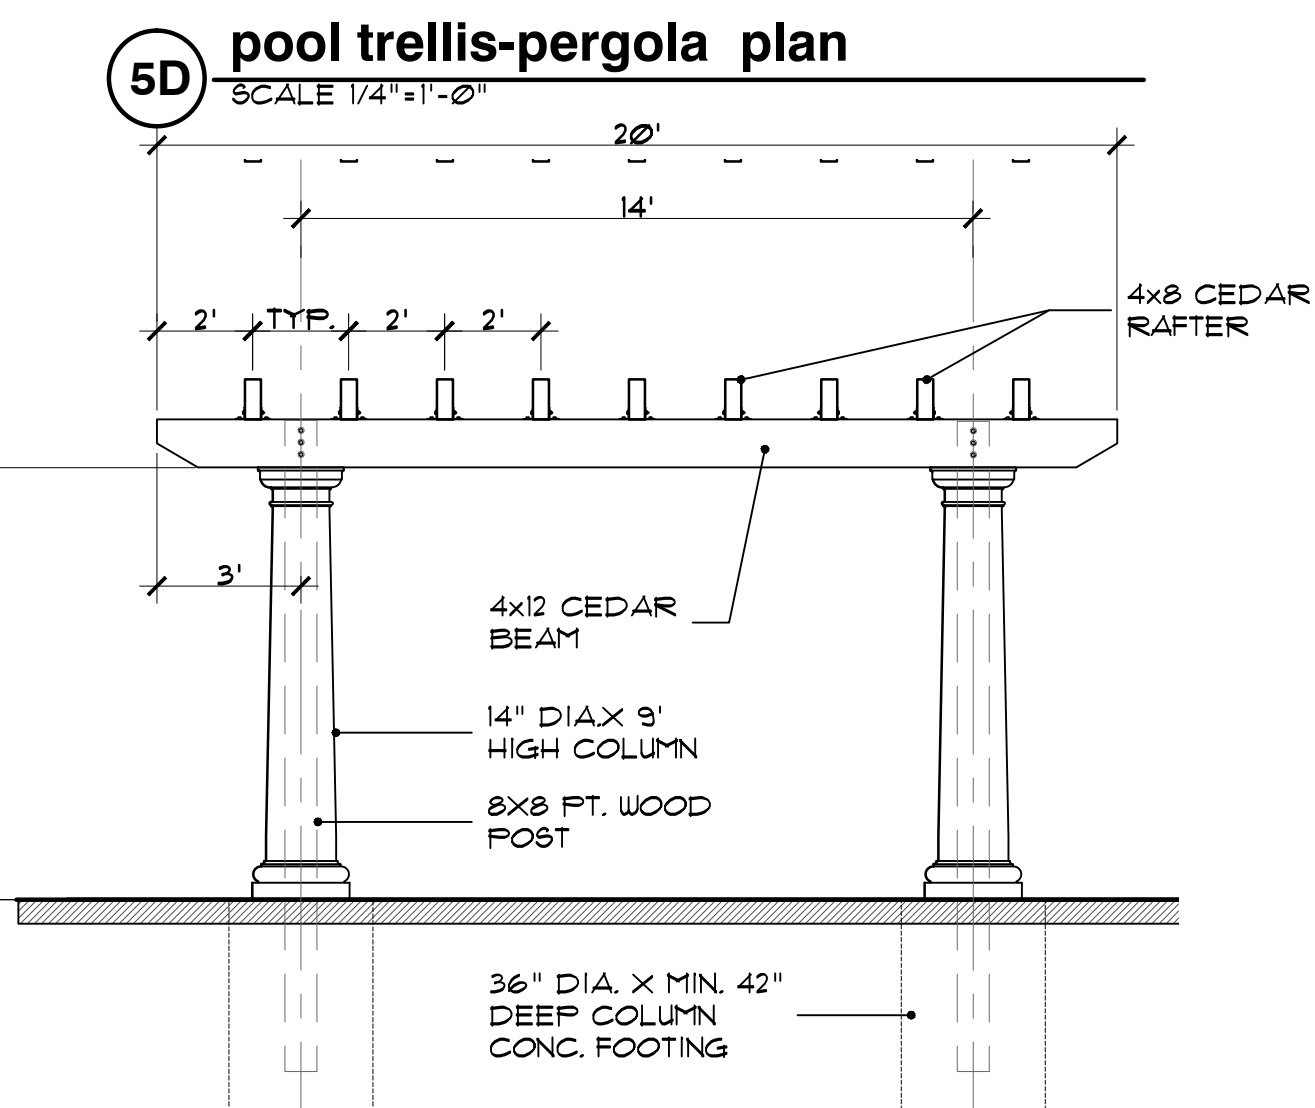 5D
pool trellis-pergola plan
SCALE 1/4"=1'-0"
20'
14'
2' TYP. 2' 2'
4x8 CEDAR
RAFTER
3'
4x12 CEDAR
BEAM
14" DIA.X 9'
HIGH COLUMN
8X8 PT. WOOD
POST
36" DIA. X MIN. 42"
DEEP COLUMN
CONC. FOOTING